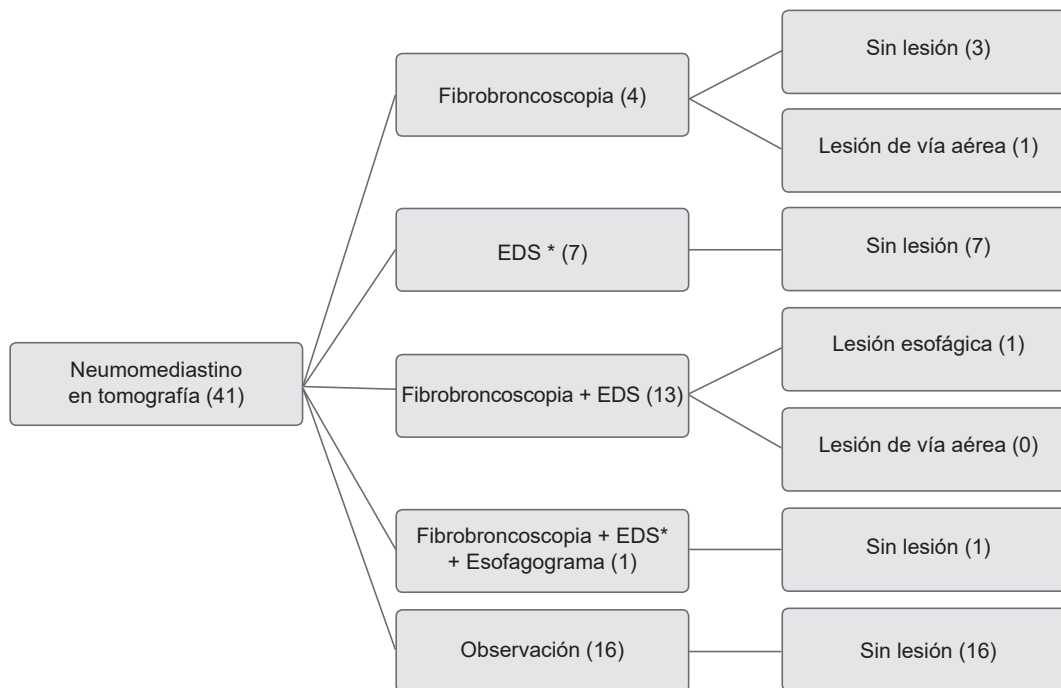 Sin lesión (3)
Fibrobroncoscopia (4)
Lesión de vía aérea (1)
EDS * (7)
Sin lesión (7)
Neumomediastino
en tomografía (41)
Lesión esofágica (1)
Fibrobroncoscopia + EDS (13)
Lesión de vía aérea (0)
Fibrobroncoscopia + EDS*
+ Esofagograma (1)
Sin lesión (1)
Observación (16)
Sin lesión (16)